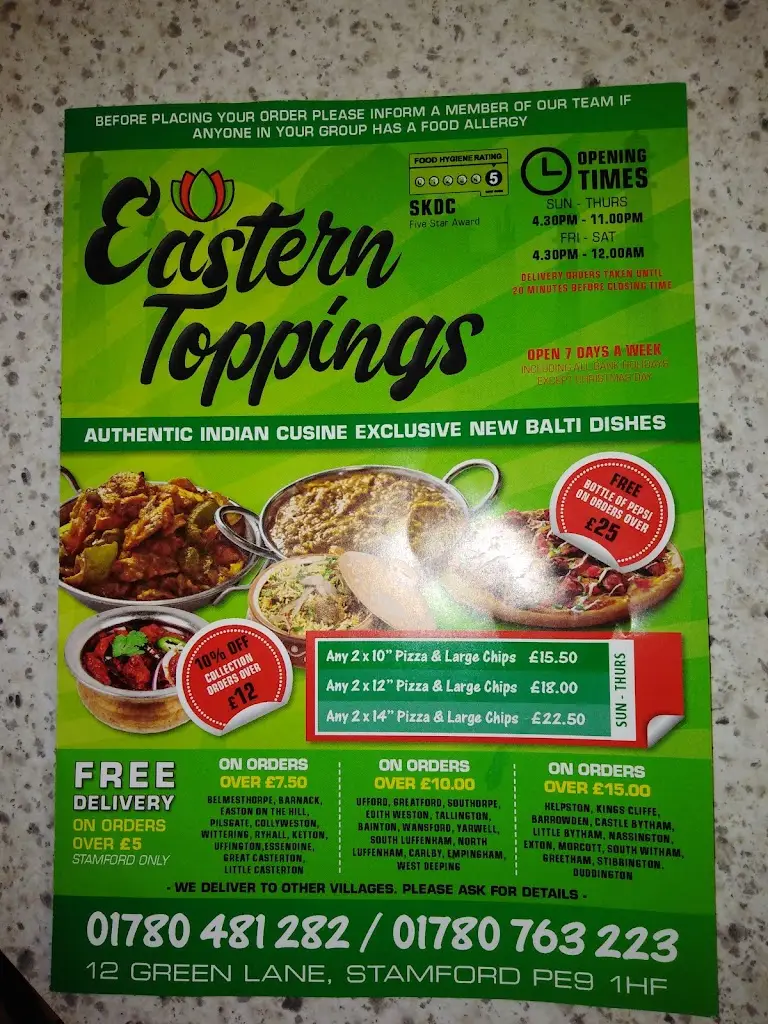 BEFORE PLACING YOUR ORDER PLEASE INFORM A MEMBER OF OUR TEAM IF
ANYONE IN YOUR GROUP HAS A FOOD ALLERGY
Eastern
Toppings
FOOD HYGIENE RATING
5
SKDC
Five Star Award
OPENING
TIMES
SUN - THURS
4.30PM - 11.00PM
FRI - SAT
4.30PM - 12.00AM
DELIVERY ORDERS TAKEN UNTIL
20 MINUTES BEFORE CLOSING TIME
OPEN 7 DAYS A WEEK
INCLUDING ALL BANK HOLIDAYS
EXCEPT CHRISTMAS DAY
AUTHENTIC INDIAN CUSINE EXCLUSIVE NEW BALTI DISHES
FREE
BOTTLE OF PEPSI
ON ORDERS OVER
£25
10% OFF
COLLECTION
ORDERS OVER
£12
Any 2 x 10" Pizza & Large Chips £15.50
Any 2 x 12" Pizza & Large Chips £18.00
Any 2 x 14" Pizza & Large Chips £22.50
SUN - THURS
FREE
DELIVERY
ON ORDERS
OVER £5
STAMFORD ONLY
ON ORDERS
OVER £7.50
BELMESTHORPE, BARNACK,
EASTON ON THE HILL,
PILSGATE, COLLYWESTON,
WITTERING, RYHALL, KETTON,
UFFINGTON, ESSENDINE,
GREAT CASTERTON,
LITTLE CASTERTON
ON ORDERS
OVER £10.00
UFFORD, GREATFORD, SOUTHORPE,
EDITH WESTON, TALLINGTON,
BAINTON, WANSFORD, YARWELL,
SOUTH LUFFENHAM, NORTH
LUFFENHAM, CARLBY, EMPINGHAM,
WEST DEEPING
ON ORDERS
OVER £15.00
HELPSTON, KINGS CLIFFE,
BARROWDEN, CASTLE BYTHAM,
LITTLE BYTHAM, NASSINGTON,
EXTON, MORCOTT, SOUTH WITHAM,
GREETHAM, STIBRINGTON,
DUDDINGTON
- WE DELIVER TO OTHER VILLAGES. PLEASE ASK FOR DETAILS -
01780 481 282 / 01780 763 223
12 GREEN LANE, STAMFORD PE9 1HF